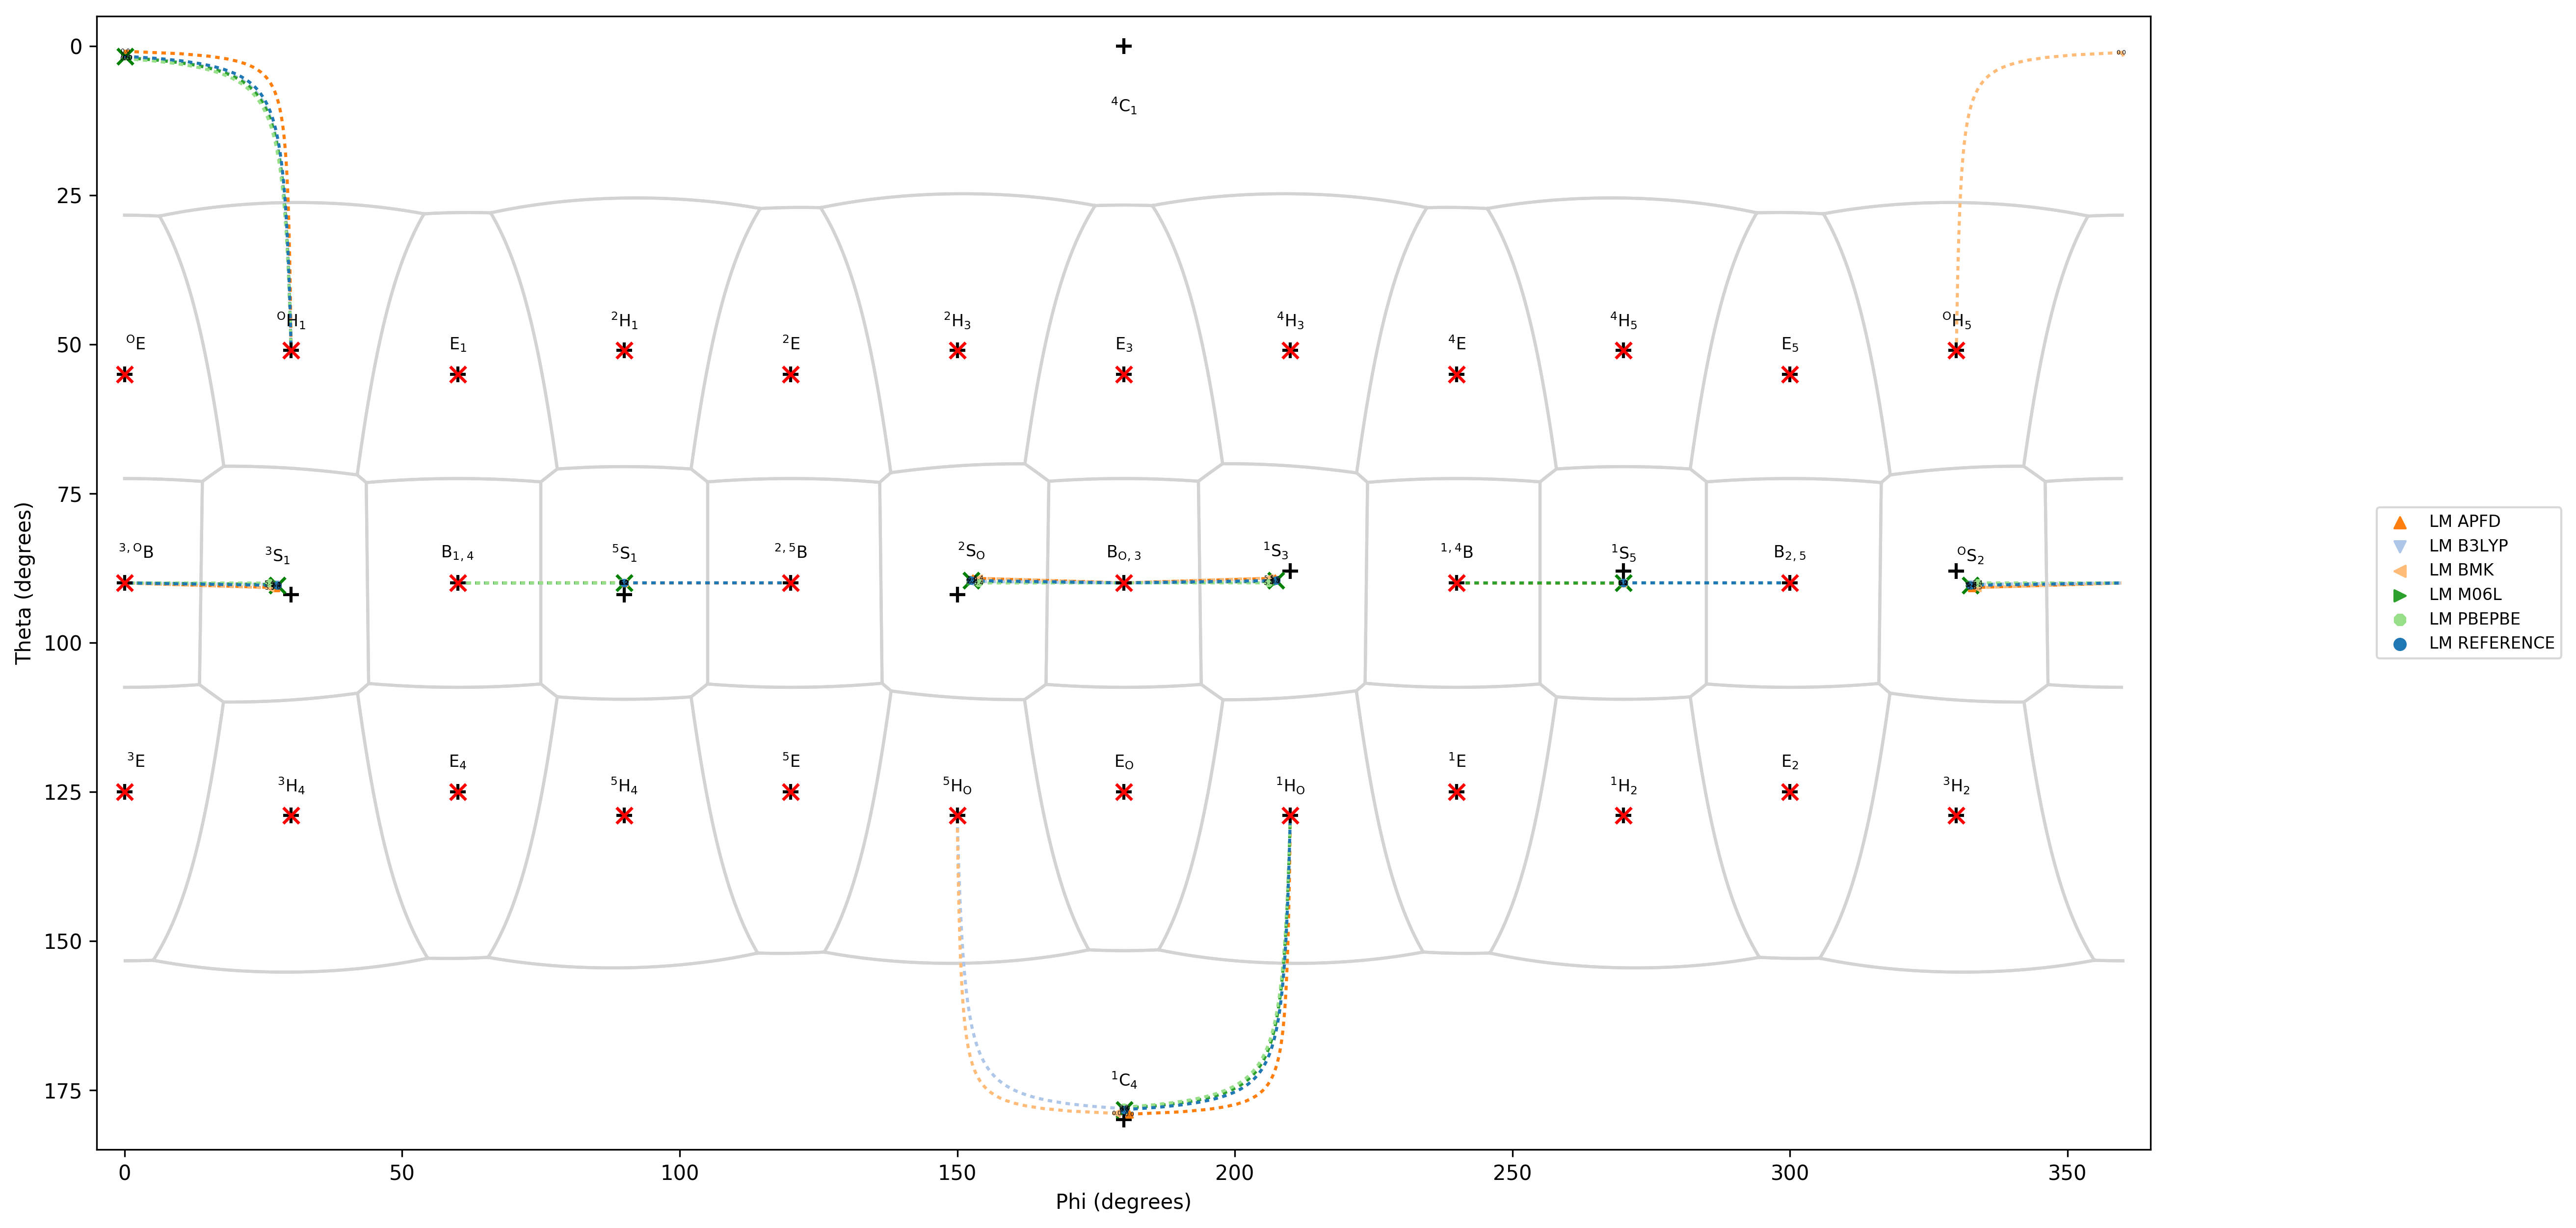 0
25
50
75
100
125
150
175
Theta (degrees)
⁴C₁
ᴼH₁ ²H₁ ²H₃ ⁴H₃ ⁴H₅ ᴼH₅
ᴼE E₁ ²E E₃ ⁴E E₅
³,ᴼB ³S₁ B₁,₄ ⁵S₁ ²,⁵B ²Sₒ Bₒ,₃ ¹S₃ ¹,⁴B ¹S₅ B₂,₅ ᴼS₂
³E E₄ ⁵E Eₒ ¹E E₂
³H₄ ⁵H₄ ⁵Hₒ ¹Hₒ ¹H₂ ³H₂
¹C₄
0 50 100 150 200 250 300 350
Phi (degrees)
LM APFD
LM B3LYP
LM BMK
LM M06L
LM PBEPBE
LM REFERENCE